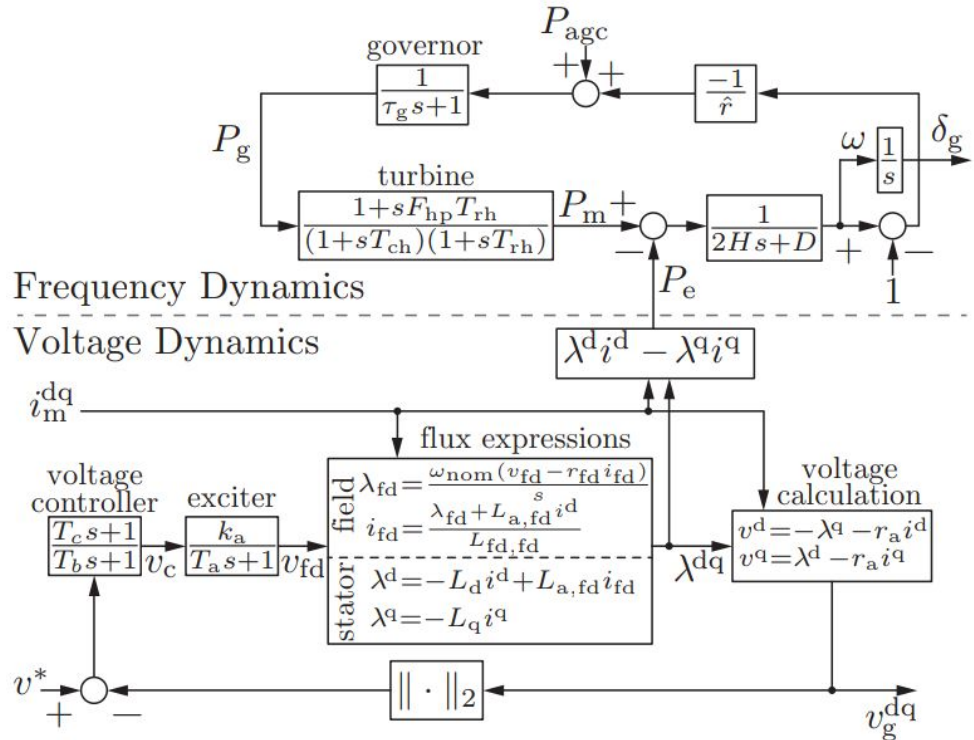 P_agc
governor
+ +
1/(τ_g s+1)
-1/r̂
P_g
ω
1/s
δ_g
turbine
(1+sF_hp T_rh)/((1+sT_ch)(1+sT_rh))
P_m +
−
1/(2Hs+D)
+ −
1
P_e
Frequency Dynamics
Voltage Dynamics
λ^d i^d − λ^q i^q
i_m^dq
flux expressions
voltage controller
exciter
(T_c s+1)/(T_b s+1)
v_c
k_a/(T_a s+1)
v_fd
field
λ_fd=ω_nom(v_fd−r_fd i_fd)/s
i_fd=(λ_fd+L_a,fd i^d)/L_fd,fd
stator
λ^d=−L_d i^d+L_a,fd i_fd
λ^q=−L_q i^q
λ^dq
voltage calculation
v^d=−λ^q−r_a i^d
v^q=λ^d−r_a i^q
v*
+ −
‖·‖_2
v_g^dq